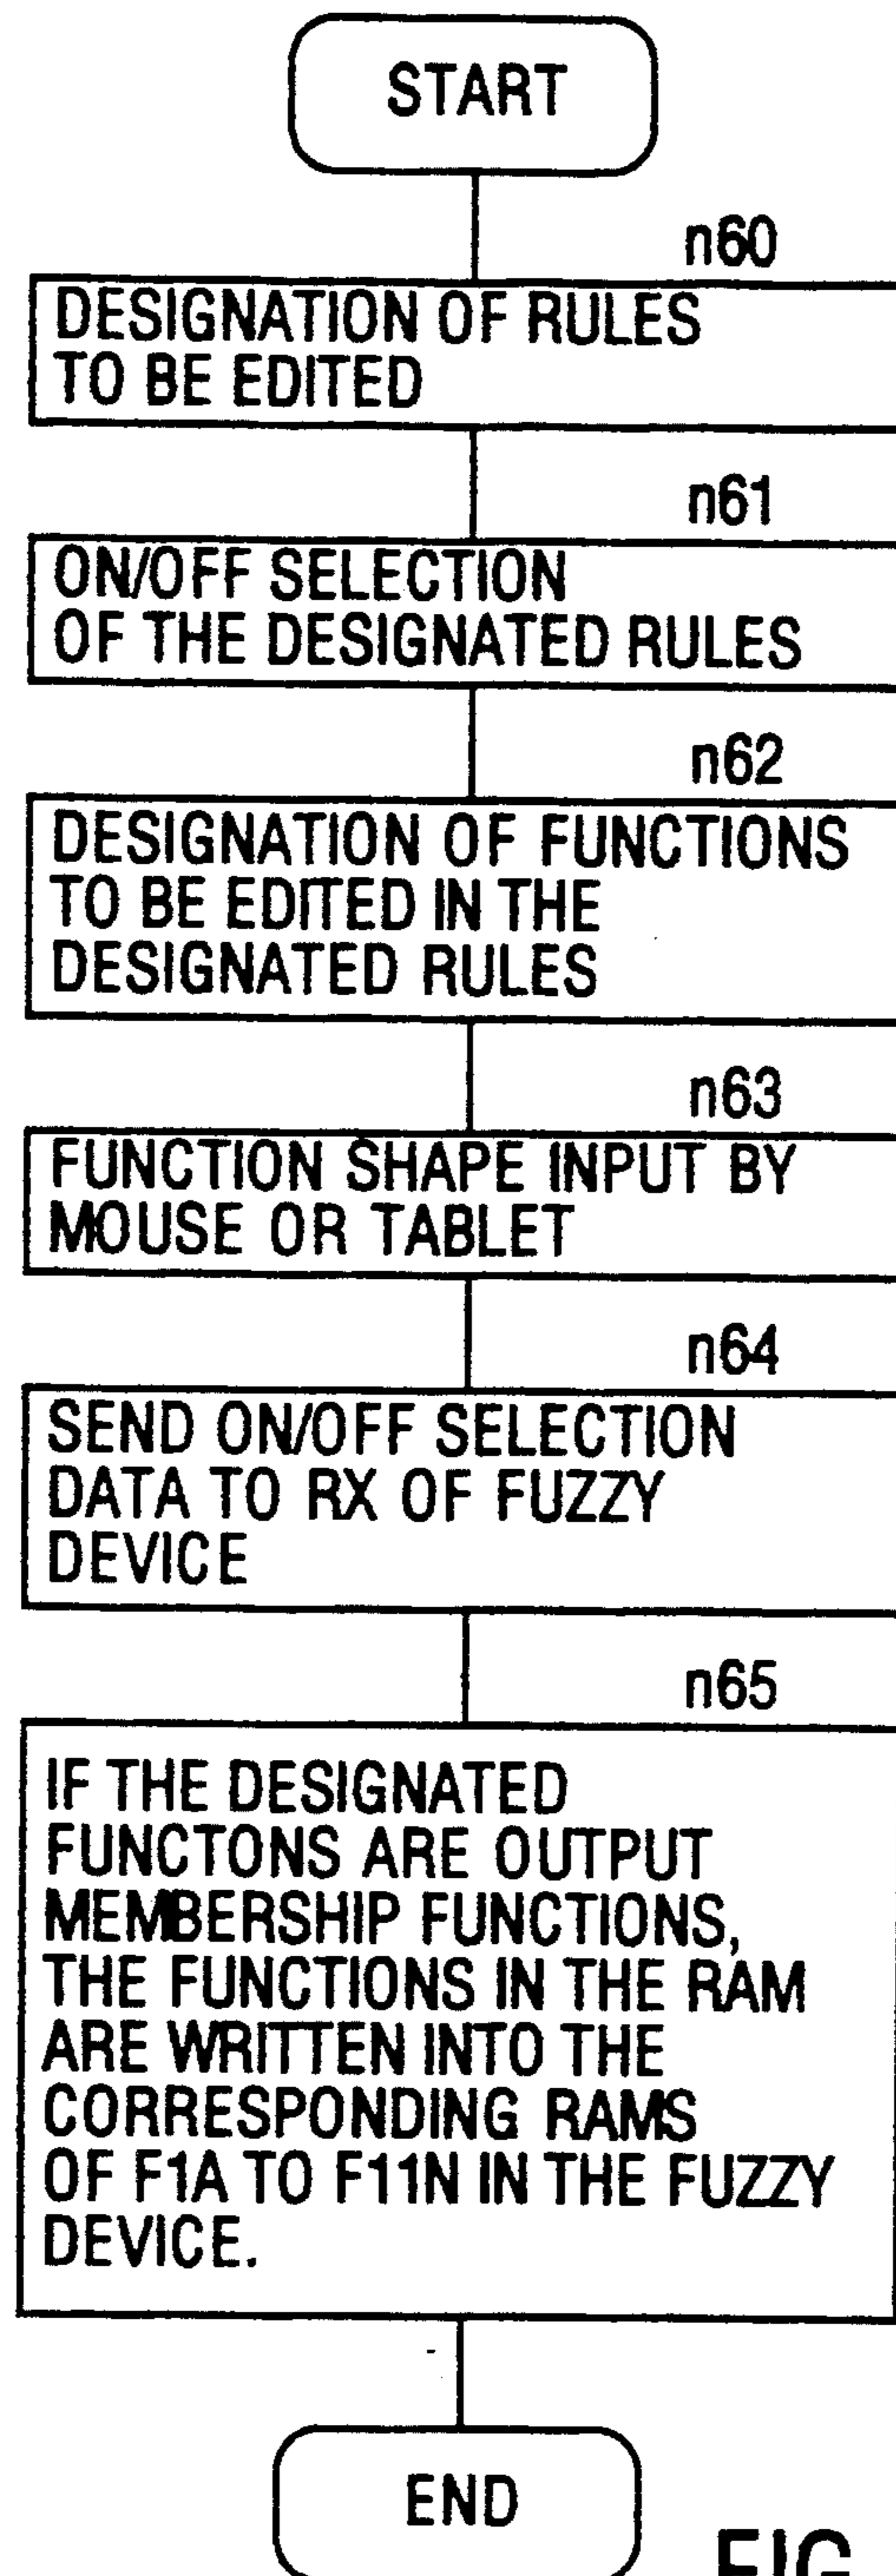 START
n60
DESIGNATION OF RULES
TO BE EDITED
n61
ON/OFF SELECTION
OF THE DESIGNATED RULES
n62
DESIGNATION OF FUNCTIONS
TO BE EDITED IN THE
DESIGNATED RULES
n63
FUNCTION SHAPE INPUT BY
MOUSE OR TABLET
n64
SEND ON/OFF SELECTION
DATA TO RX OF FUZZY
DEVICE
n65
IF THE DESIGNATED
FUNCTONS ARE OUTPUT
MEMBERSHIP FUNCTIONS,
THE FUNCTIONS IN THE RAM
ARE WRITTEN INTO THE
CORRESPONDING RAMS
OF F1A TO F11N IN THE FUZZY
DEVICE.
END
FIG